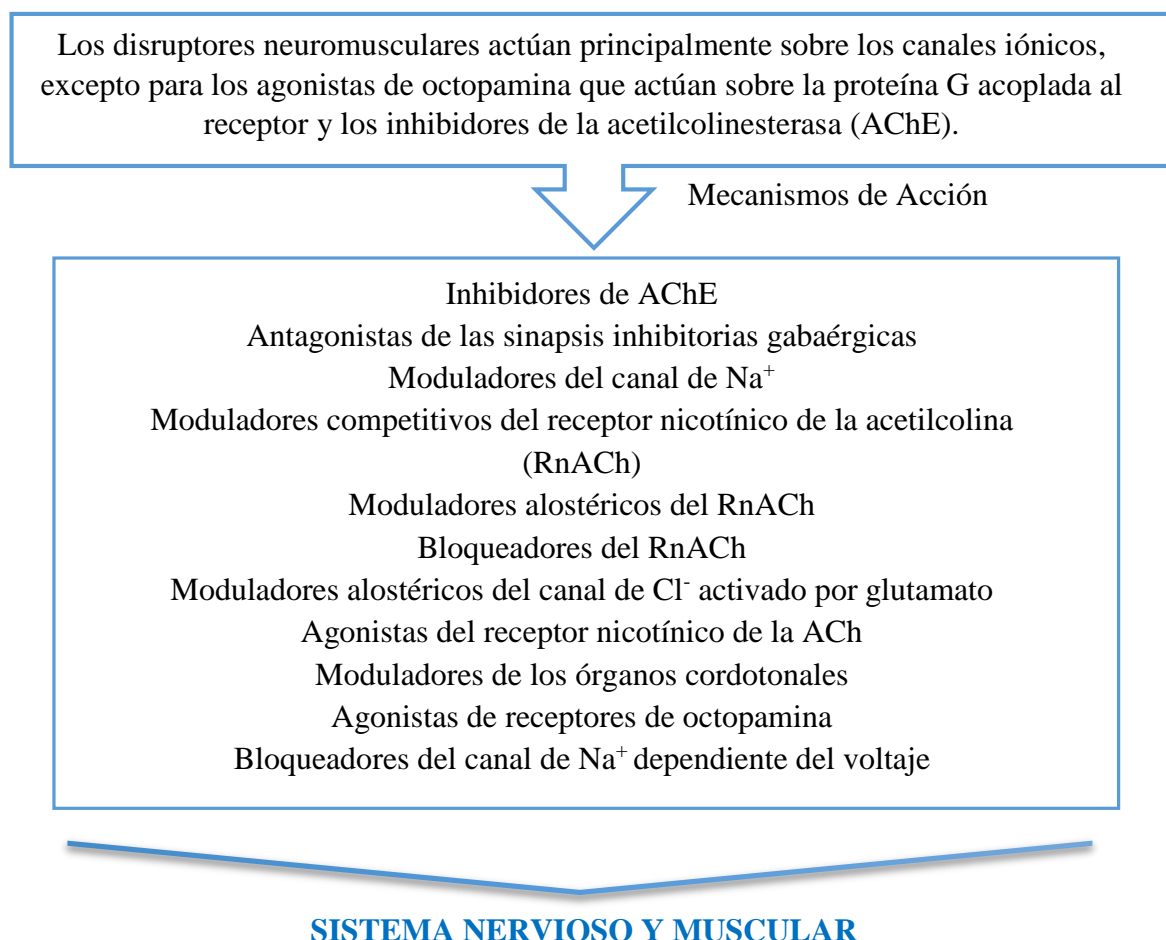 Los disruptores neuromusculares actúan principalmente sobre los canales iónicos,
excepto para los agonistas de octopamina que actúan sobre la proteína G acoplada al
receptor y los inhibidores de la acetilcolinesterasa (AChE).
Mecanismos de Acción
Inhibidores de AChE
Antagonistas de las sinapsis inhibitorias gabaérgicas
Moduladores del canal de Na⁺
Moduladores competitivos del receptor nicotínico de la acetilcolina
(RnACh)
Moduladores alostéricos del RnACh
Bloqueadores del RnACh
Moduladores alostéricos del canal de Cl⁻ activado por glutamato
Agonistas del receptor nicotínico de la ACh
Moduladores de los órganos cordotonales
Agonistas de receptores de octopamina
Bloqueadores del canal de Na⁺ dependiente del voltaje
SISTEMA NERVIOSO Y MUSCULAR